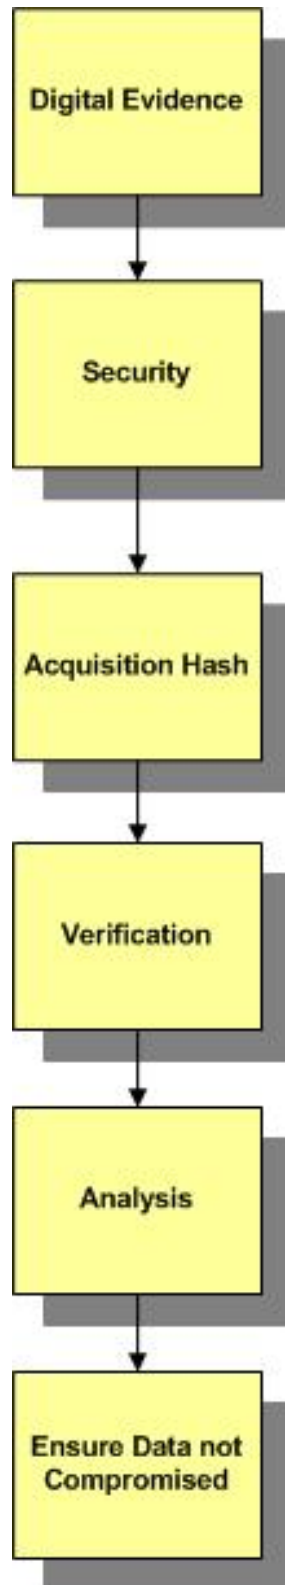 Digital Evidence
Security
Acquisition Hash
Verification
Analysis
Ensure Data not
Compromised